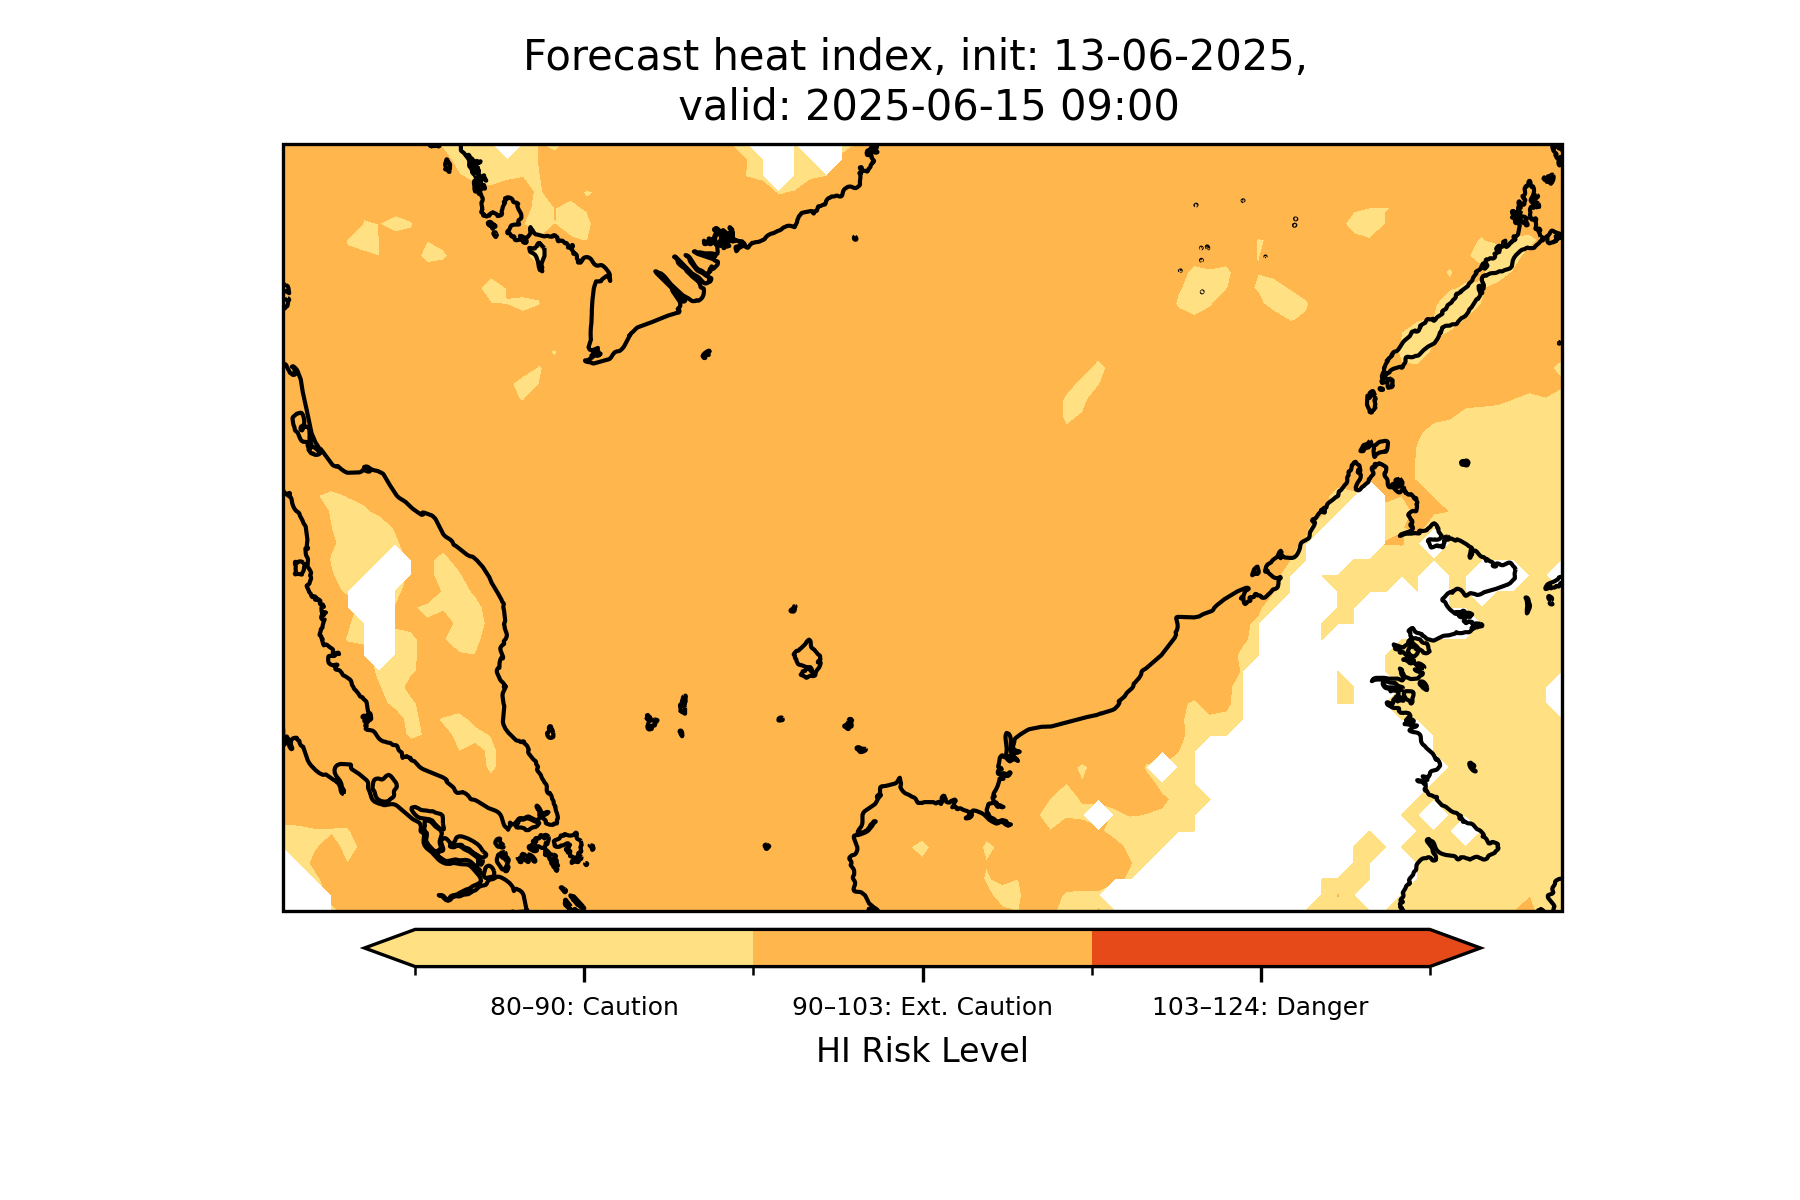 Forecast heat index, init: 13-06-2025,
valid: 2025-06-15 09:00
80–90: Caution
90–103: Ext. Caution
103–124: Danger
HI Risk Level